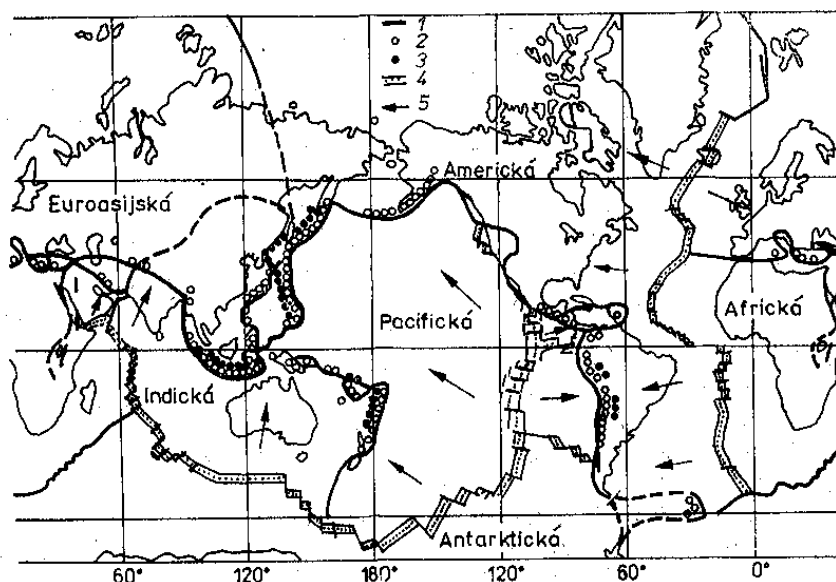 1
2
3
4
5
Americká
Euroasijská
I
Pacifická
Africká
Indická
Antarktická
60° 120° 180° 120° 60° 0°